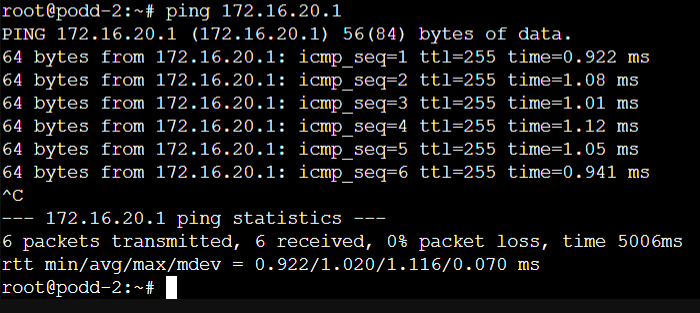 root@podd-2:~# ping 172.16.20.1
PING 172.16.20.1 (172.16.20.1) 56(84) bytes of data.
64 bytes from 172.16.20.1: icmp_seq=1 ttl=255 time=0.922 ms
64 bytes from 172.16.20.1: icmp_seq=2 ttl=255 time=1.08 ms
64 bytes from 172.16.20.1: icmp_seq=3 ttl=255 time=1.01 ms
64 bytes from 172.16.20.1: icmp_seq=4 ttl=255 time=1.12 ms
64 bytes from 172.16.20.1: icmp_seq=5 ttl=255 time=1.05 ms
64 bytes from 172.16.20.1: icmp_seq=6 ttl=255 time=0.941 ms
^C
--- 172.16.20.1 ping statistics ---
6 packets transmitted, 6 received, 0% packet loss, time 5006ms
rtt min/avg/max/mdev = 0.922/1.020/1.116/0.070 ms
root@podd-2:~#